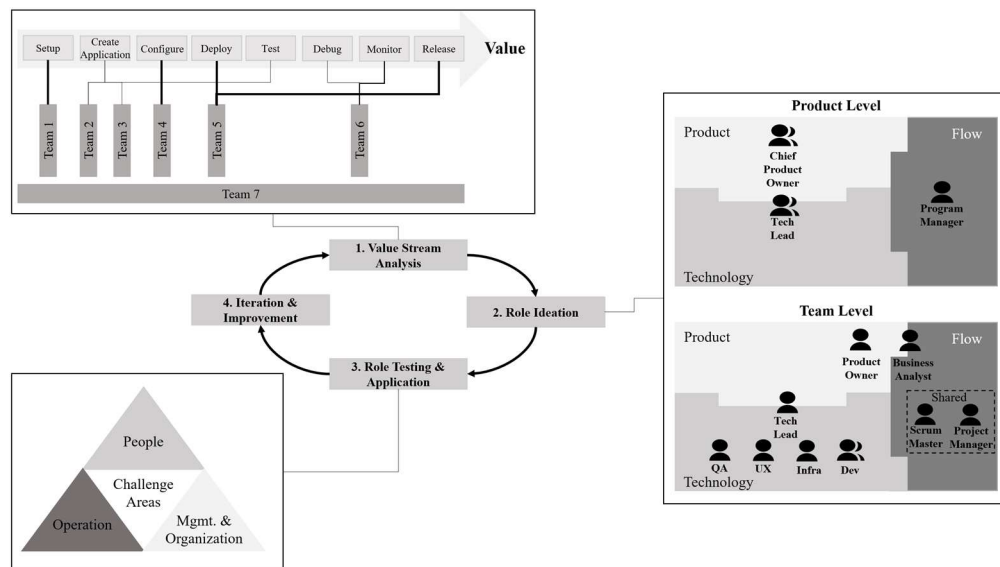 Setup
Create
Application
Configure
Deploy
Test
Debug
Monitor
Release
Value
Team 1
Team 2
Team 3
Team 4
Team 5
Team 6
Team 7
1. Value Stream
Analysis
2. Role Ideation
3. Role Testing &
Application
4. Iteration &
Improvement
People
Challenge
Areas
Operation
Mgmt. &
Organization
Product Level
Product
Flow
Chief
Product
Owner
Program
Manager
Tech
Lead
Technology
Team Level
Product
Flow
Product
Owner
Business
Analyst
Shared
Scrum
Master
Project
Manager
Tech
Lead
QA
UX
Infra
Dev
Technology